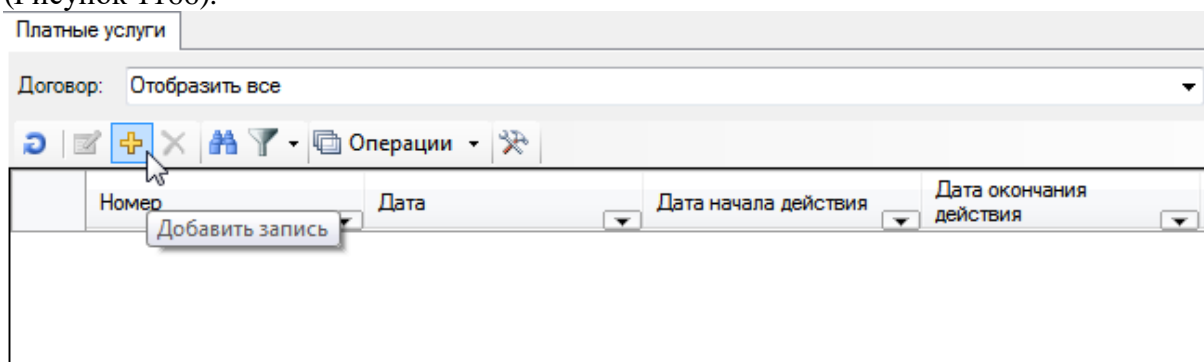 Платные услуги
Договор: Отобразить все
Операции
Номер Дата Дата начала действия Дата окончания действия
Добавить запись